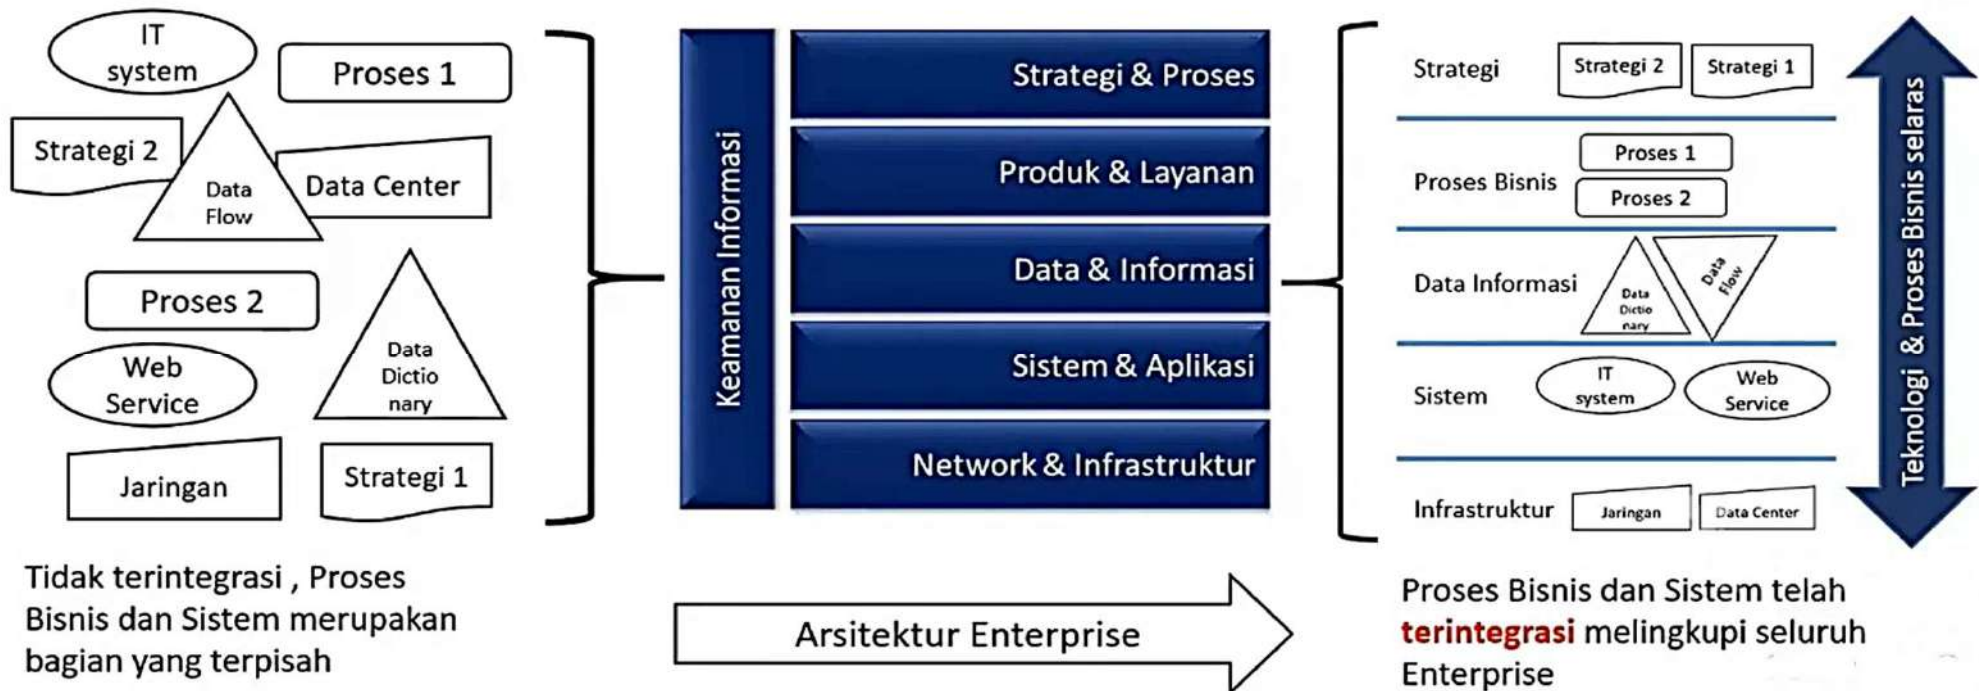 IT
system
Proses 1
Strategi 2
Data
Flow
Data Center
Proses 2
Data
Dictio
nary
Web
Service
Jaringan
Strategi 1
Tidak terintegrasi , Proses
Bisnis dan Sistem merupakan
bagian yang terpisah
Keamanan Informasi
Strategi & Proses
Produk & Layanan
Data & Informasi
Sistem & Aplikasi
Network & Infrastruktur
Arsitektur Enterprise
Strategi
Strategi 2
Strategi 1
Proses Bisnis
Proses 1
Proses 2
Data Informasi
Data
Dictio
nary
Data
Flow
Sistem
IT
system
Web
Service
Infrastruktur
Jaringan
Data Center
Teknologi & Proses Bisnis selaras
Proses Bisnis dan Sistem telah
terintegrasi melingkupi seluruh
Enterprise